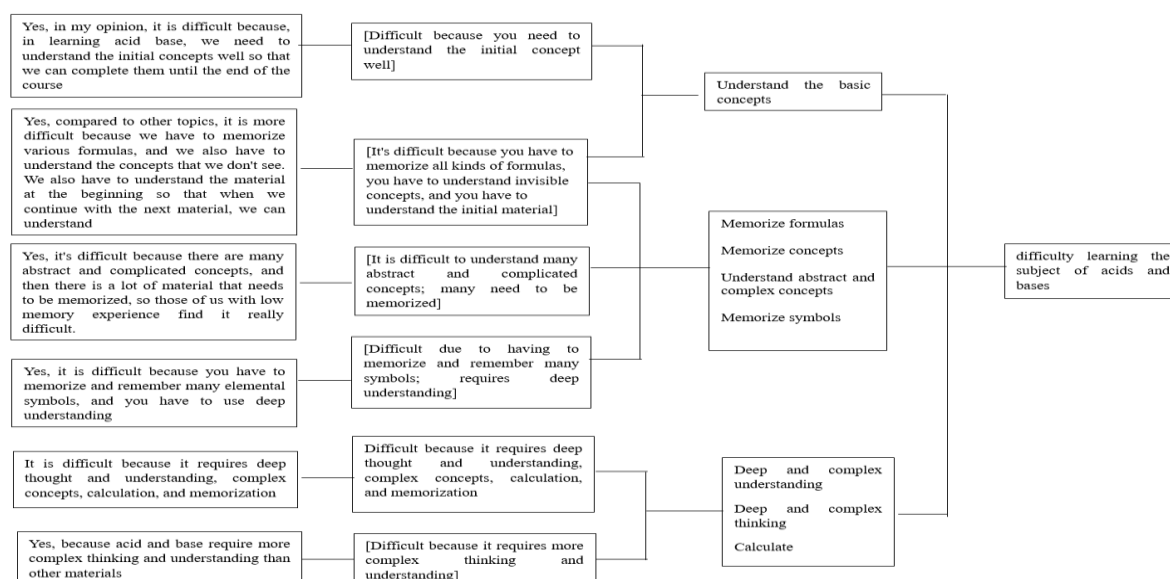 Yes, in my opinion, it is difficult because,
in learning acid base, we need to
understand the initial concepts well so that
we can complete them until the end of the
course
[Difficult because you need to
understand the initial concept
well]
Understand the basic
concepts
Yes, compared to other topics, it is more
difficult because we have to memorize
various formulas, and we also have to
understand the concepts that we don't see.
We also have to understand the material
at the beginning so that when we
continue with the next material, we can
understand
[It's difficult because you have to
memorize all kinds of formulas,
you have to understand invisible
concepts, and you have to
understand the initial material]
Yes, it's difficult because there are many
abstract and complicated concepts, and
then there is a lot of material that needs
to be memorized, so those of us with low
memory experience find it really
difficult.
[It is difficult to understand many
abstract and complicated
concepts; many need to be
memorized]
Memorize formulas
Memorize concepts
Understand abstract and
complex concepts
Memorize symbols
difficulty learning the
subject of acids and
bases
Yes, it is difficult because you have to
memorize and remember many elemental
symbols, and you have to use deep
understanding
[Difficult due to having to
memorize and remember many
symbols; requires deep
understanding]
It is difficult because it requires deep
thought and understanding, complex
concepts, calculation, and memorization
Difficult because it requires deep
thought and understanding,
complex concepts, calculation,
and memorization
Deep and complex
understanding
Deep and complex
thinking
Calculate
Yes, because acid and base require more
complex thinking and understanding than
other materials
[Difficult because it requires more
complex thinking and
understanding]